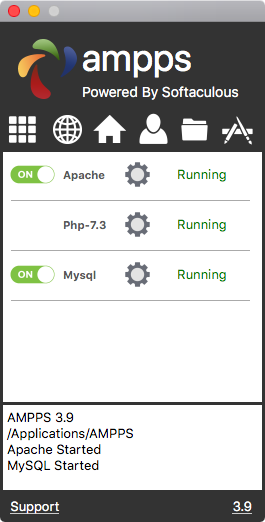 ampps
Powered By Softaculous
ON Apache Running
Php-7.3 Running
ON Mysql Running
AMPPS 3.9
/Applications/AMPPS
Apache Started
MySQL Started
Support 3.9